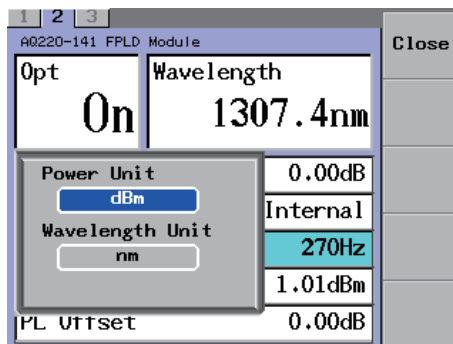 1 2 3
AQ220-141 FPLD Module
Close
Opt
On
Wavelength
1307.4nm
Power Unit
dBm
Wavelength Unit
nm
0.00dB
Internal
270Hz
1.01dBm
PL Offset
0.00dB